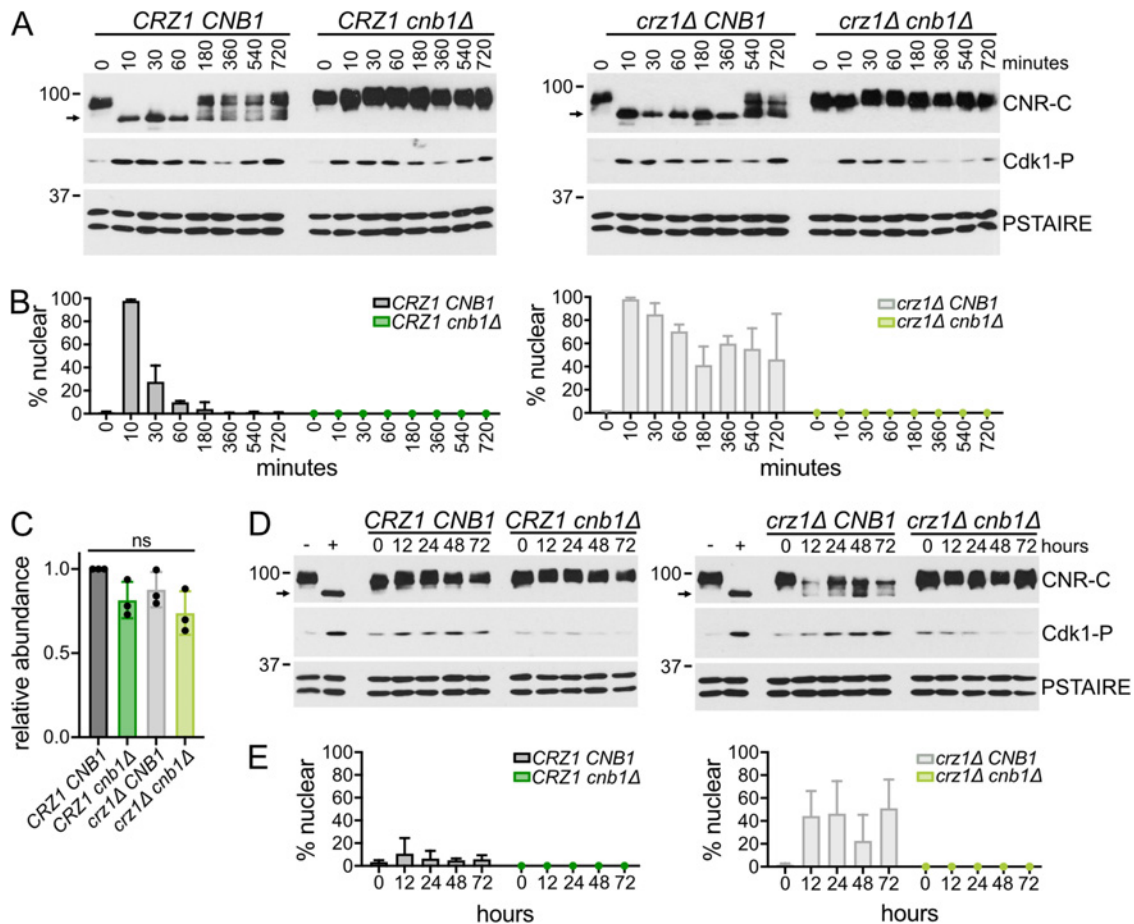 A
CRZ1 CNB1 CRZ1 cnb1Δ crz1Δ CNB1 crz1Δ cnb1Δ
0 10 30 60 180 360 540 720 0 10 30 60 180 360 540 720 0 10 30 60 180 360 540 720 0 10 30 60 180 360 540 720 minutes
100 100 CNR-C
Cdk1-P
37 37
PSTAIRE
B
% nuclear
100
80
60
40
20
0
CRZ1 CNB1
CRZ1 cnb1Δ
0 10 30 60 180 360 540 720 0 10 30 60 180 360 540 720
minutes
% nuclear
100
80
60
40
20
0
crz1Δ CNB1
crz1Δ cnb1Δ
0 10 30 60 180 360 540 720 0 10 30 60 180 360 540 720
minutes
C
ns
relative abundance
1.0
0.5
0.0
CRZ1 CNB1
CRZ1 cnb1Δ
crz1Δ CNB1
crz1Δ cnb1Δ
D
CRZ1 CNB1 CRZ1 cnb1Δ crz1Δ CNB1 crz1Δ cnb1Δ
- + 0 12 24 48 72 0 12 24 48 72 - + 0 12 24 48 72 0 12 24 48 72 hours
100 100 CNR-C
Cdk1-P
37 37
PSTAIRE
E
% nuclear
100
80
60
40
20
0
CRZ1 CNB1
CRZ1 cnb1Δ
0 12 24 48 72 0 12 24 48 72
hours
% nuclear
100
80
60
40
20
0
crz1Δ CNB1
crz1Δ cnb1Δ
0 12 24 48 72 0 12 24 48 72
hours